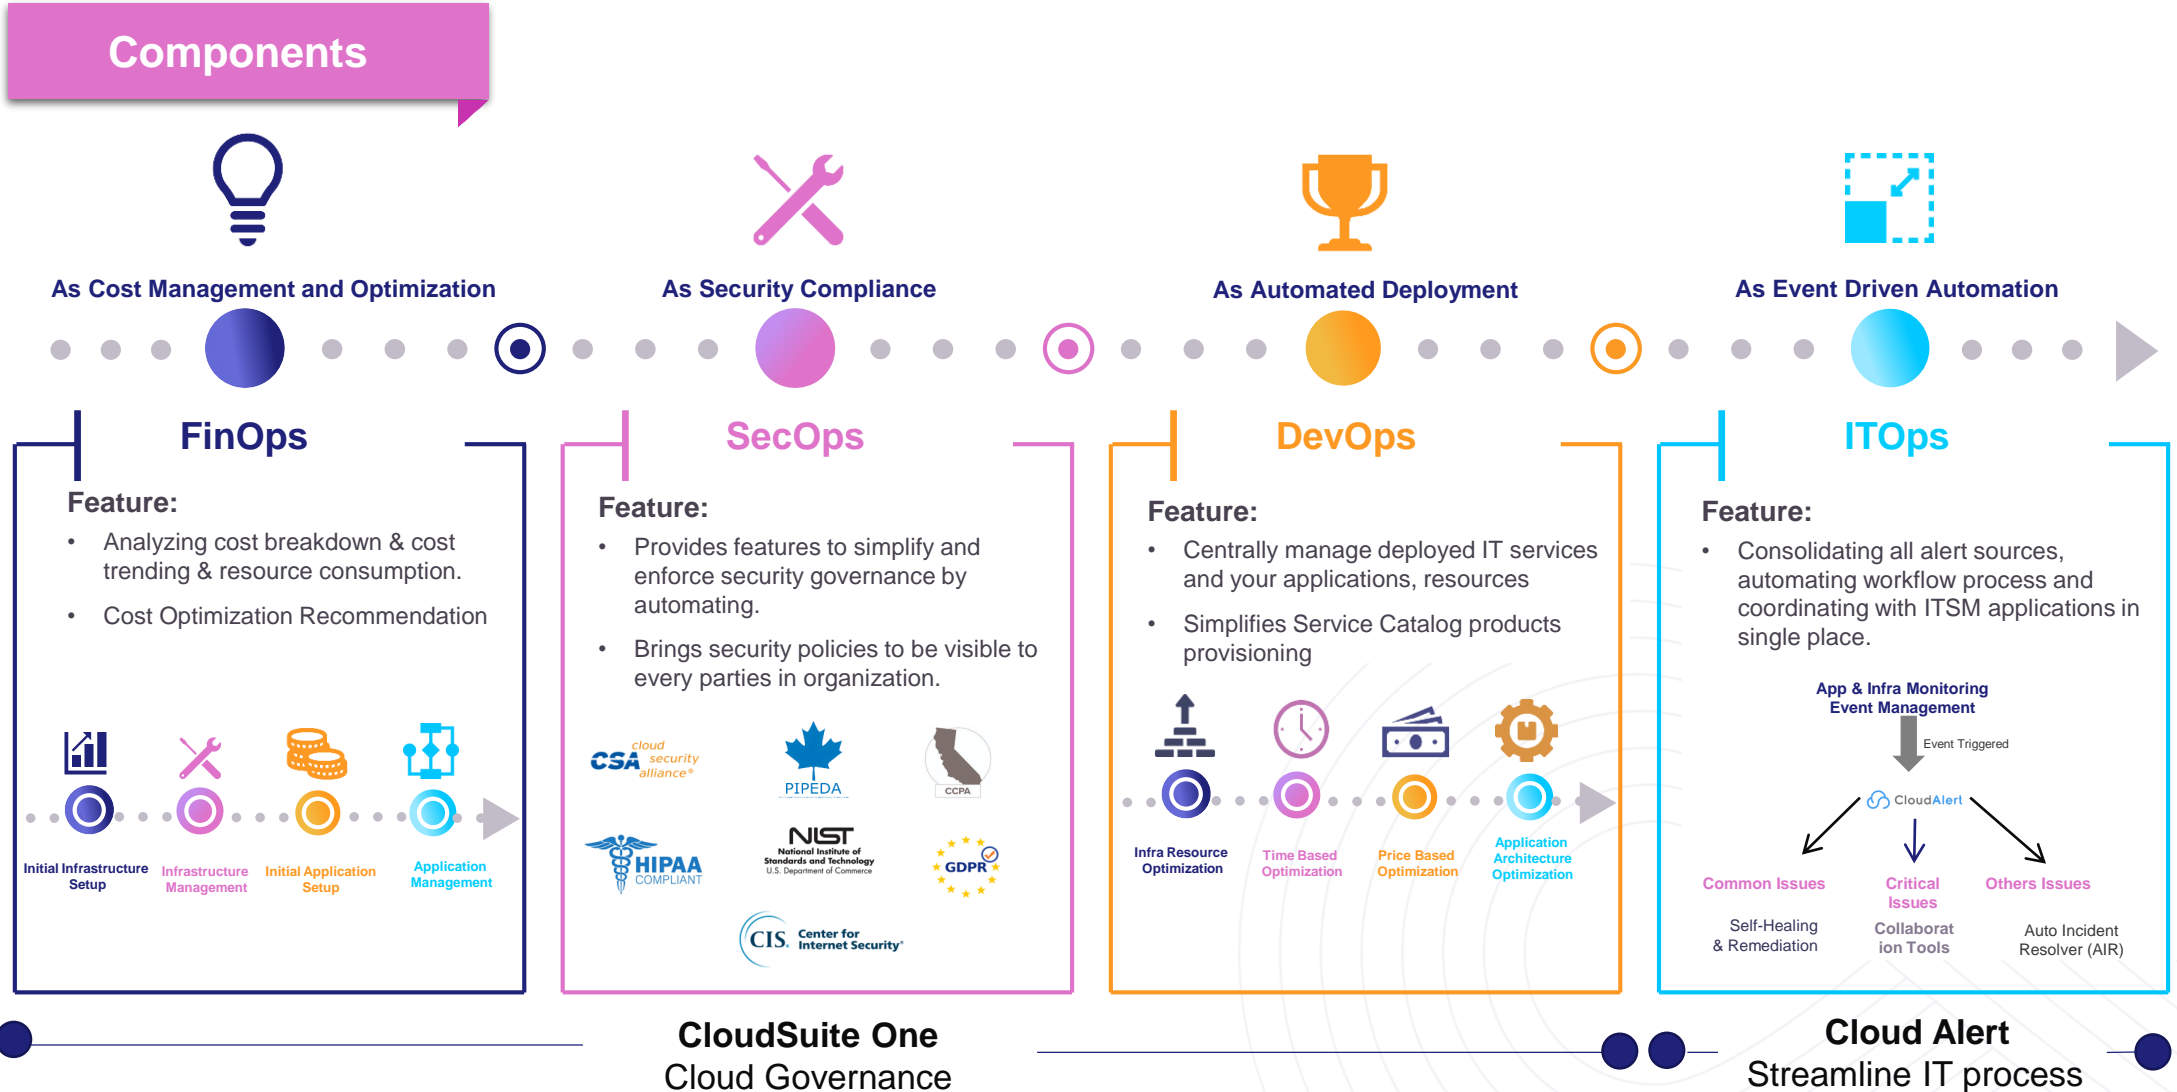 Components
As Cost Management and Optimization
As Security Compliance
As Automated Deployment
As Event Driven Automation
FinOps
Feature:
• Analyzing cost breakdown & cost
trending & resource consumption.
• Cost Optimization Recommendation
Initial Infrastructure
Setup
Infrastructure
Management
Initial Application
Setup
Application
Management
SecOps
Feature:
• Provides features to simplify and
enforce security governance by
automating.
• Brings security policies to be visible to
every parties in organization.
CSA cloud
security
alliance®
PIPEDA
CCPA
HIPAA
COMPLIANT
NIST
National Institute of
Standards and Technology
U.S. Department of Commerce
GDPR
CIS. Center for
Internet Security®
DevOps
Feature:
• Centrally manage deployed IT services
and your applications, resources
• Simplifies Service Catalog products
provisioning
Infra Resource
Optimization
Time Based
Optimization
Price Based
Optimization
Application
Architecture
Optimization
ITOps
Feature:
• Consolidating all alert sources,
automating workflow process and
coordinating with ITSM applications in
single place.
App & Infra Monitoring
Event Management
Event Triggered
CloudAlert
Common Issues
Self-Healing
& Remediation
Critical
Issues
Collaborat
ion Tools
Others Issues
Auto Incident
Resolver (AIR)
CloudSuite One
Cloud Governance
Cloud Alert
Streamline IT process